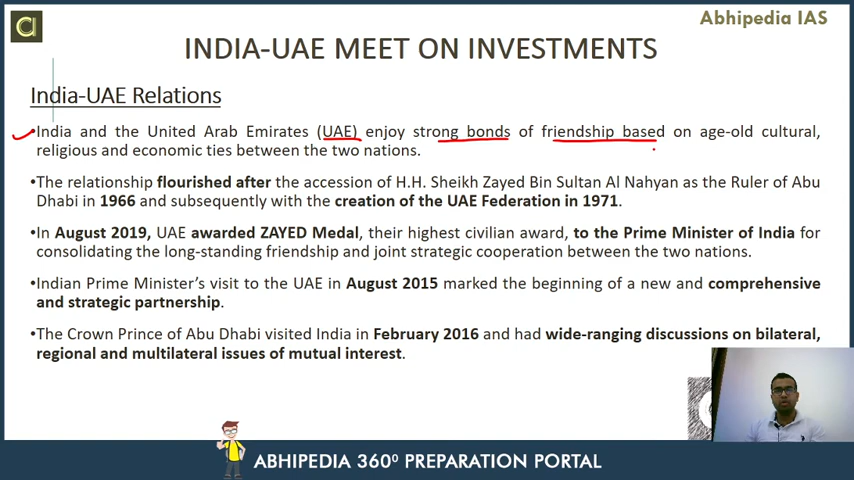 Abhipedia IAS
INDIA-UAE MEET ON INVESTMENTS
India-UAE Relations
•India and the United Arab Emirates (UAE) enjoy strong bonds of friendship based on age-old cultural,
religious and economic ties between the two nations.
•The relationship flourished after the accession of H.H. Sheikh Zayed Bin Sultan Al Nahyan as the Ruler of Abu
Dhabi in 1966 and subsequently with the creation of the UAE Federation in 1971.
•In August 2019, UAE awarded ZAYED Medal, their highest civilian award, to the Prime Minister of India for
consolidating the long-standing friendship and joint strategic cooperation between the two nations.
•Indian Prime Minister's visit to the UAE in August 2015 marked the beginning of a new and comprehensive
and strategic partnership.
•The Crown Prince of Abu Dhabi visited India in February 2016 and had wide-ranging discussions on bilateral,
regional and multilateral issues of mutual interest.
ABHIPEDIA 360⁰ PREPARATION PORTAL